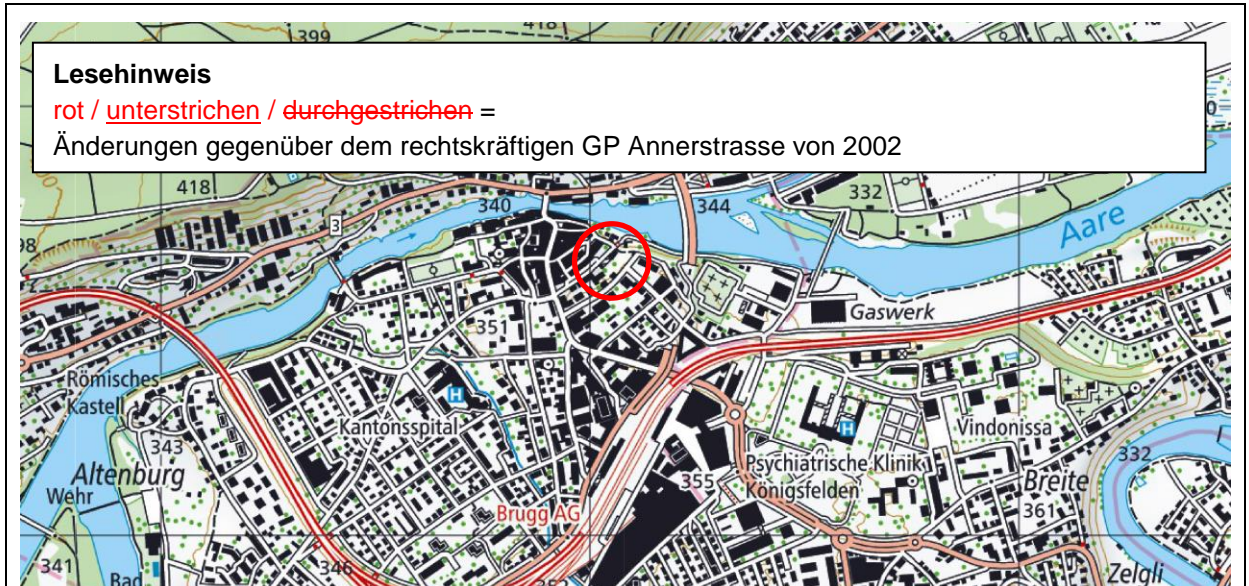 418
399
Lesehinweis
rot / unterstrichen / durchgestrichen =
Änderungen gegenüber dem rechtskräftigen GP Annerstrasse von 2002
418
340
344
332
3
98
Aare
351
Gaswerk
Römisches
Kastell
343
Kantonsspital
H
H
Vindonissa
Altenburg
Wehr
355
Psychiatrische Klinik
Königsfelden
Breite
332
361
Brugg AG
341
346
Bad
Zelgli